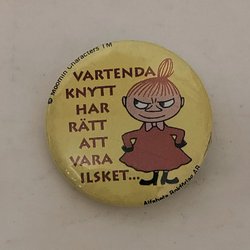 © Moomin Characters TM
VARTENDA
KNYTT
HAR
RÄTT
ATT
VARA
ILSKET...